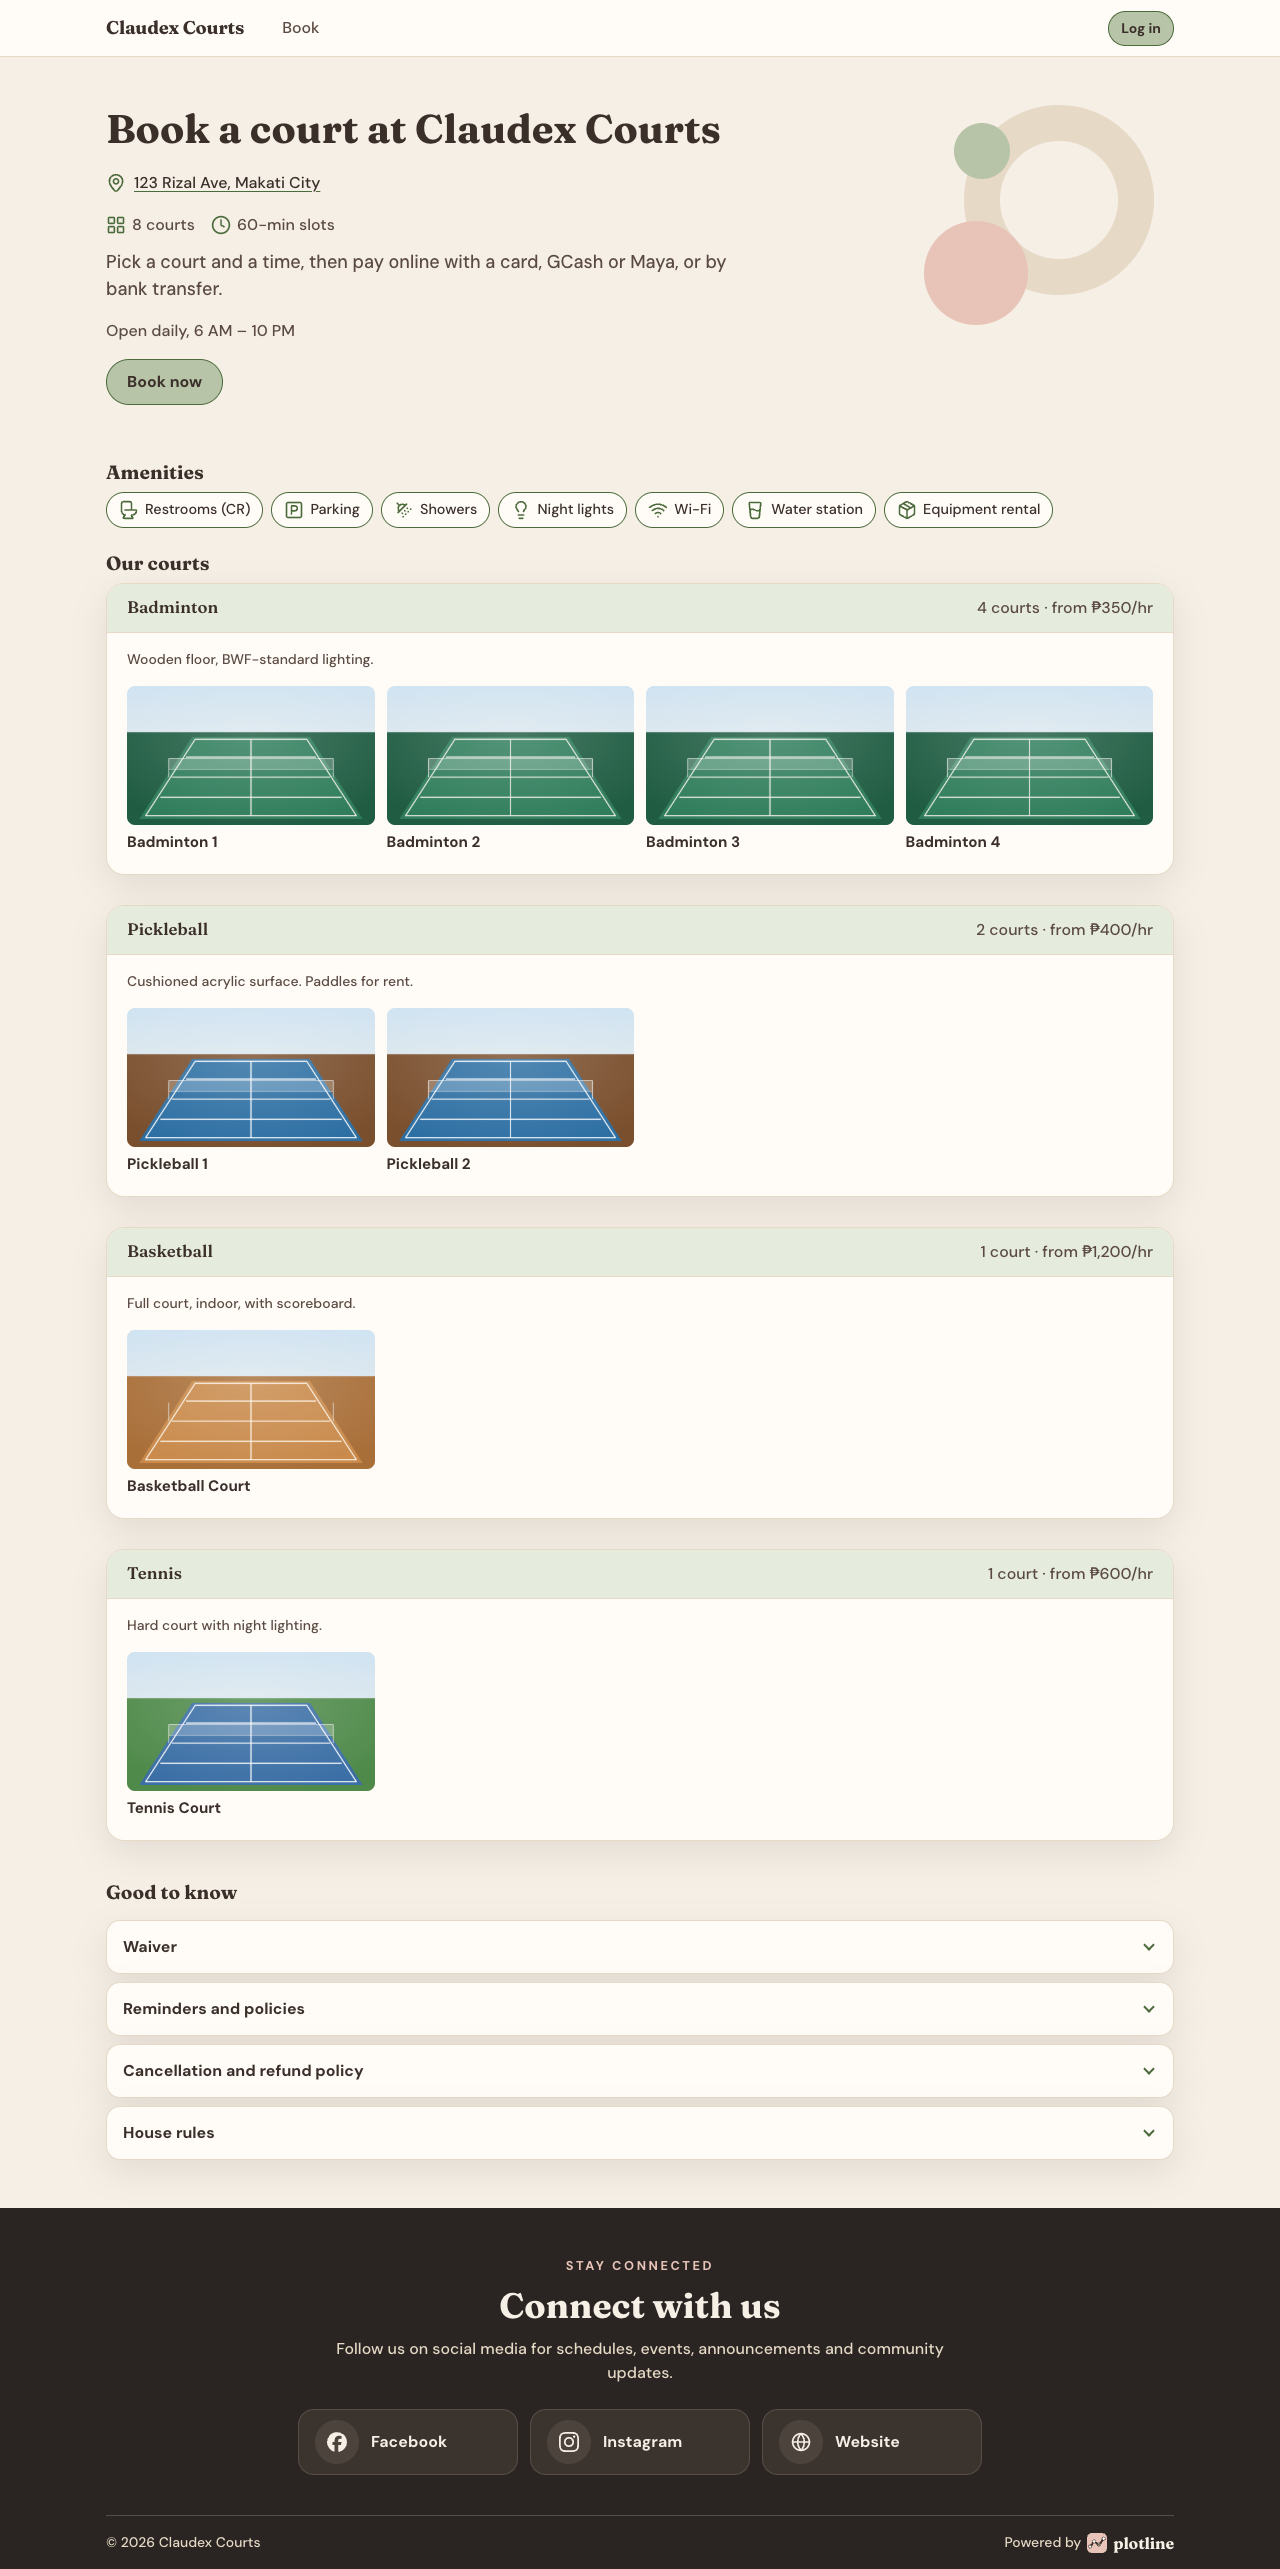 Claudex Courts
Book
Log in
Book a court at Claudex Courts
123 Rizal Ave, Makati City
8 courts
60-min slots
Pick a court and a time, then pay online with a card, GCash or Maya, or by
bank transfer.
Open daily, 6 AM – 10 PM
Book now
Amenities
Restrooms (CR)
Parking
Showers
Night lights
Wi-Fi
Water station
Equipment rental
Our courts
Badminton
4 courts · from ₱350/hr
Wooden floor, BWF-standard lighting.
Badminton 1
Badminton 2
Badminton 3
Badminton 4
Pickleball
2 courts · from ₱400/hr
Cushioned acrylic surface. Paddles for rent.
Pickleball 1
Pickleball 2
Basketball
1 court · from ₱1,200/hr
Full court, indoor, with scoreboard.
Basketball Court
Tennis
1 court · from ₱600/hr
Hard court with night lighting.
Tennis Court
Good to know
Waiver
Reminders and policies
Cancellation and refund policy
House rules
STAY CONNECTED
Connect with us
Follow us on social media for schedules, events, announcements and community
updates.
Facebook
Instagram
Website
© 2026 Claudex Courts
Powered by plotline